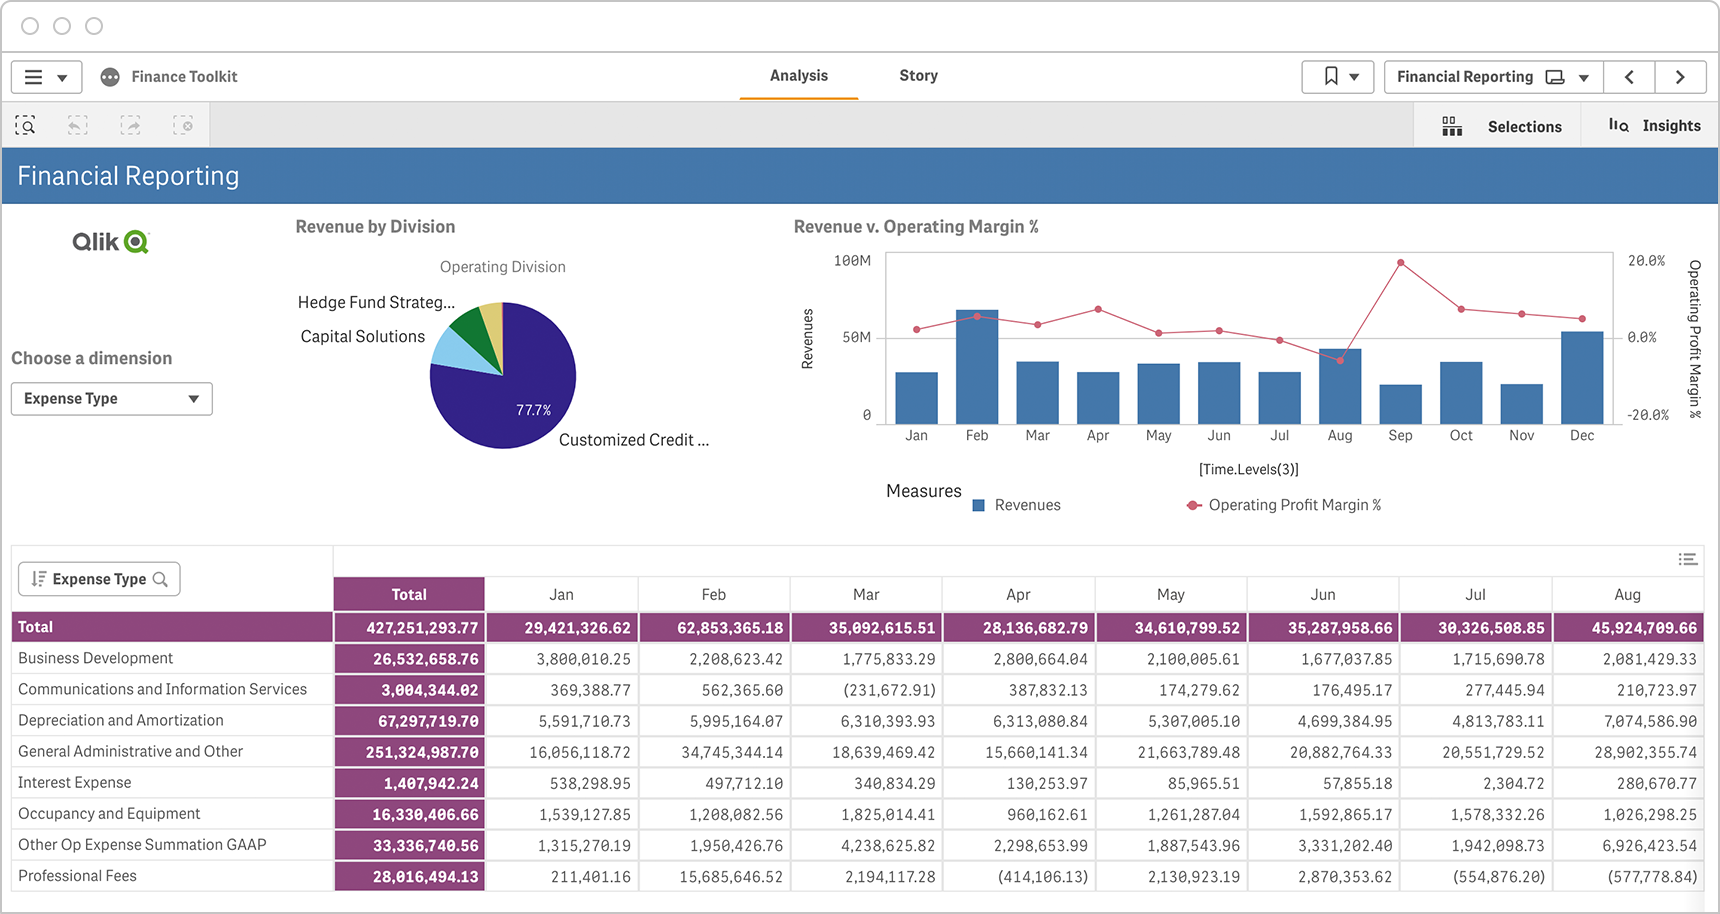 Finance Toolkit
Analysis
Story
Financial Reporting
Selections
Insights
Financial Reporting
Qlik
Choose a dimension
Expense Type
Revenue by Division
Operating Division
Hedge Fund Strateg...
Capital Solutions
77.7%
Customized Credit ...
Revenue v. Operating Margin %
100M
50M
0
Revenues
20.0%
0.0%
-20.0%
Operating Profit Margin %
Jan Feb Mar Apr May Jun Jul Aug Sep Oct Nov Dec
[Time.Levels(3)]
Measures
Revenues
Operating Profit Margin %
Expense Type
Total Jan Feb Mar Apr May Jun Jul Aug
Total 427,251,293.77 29,421,326.62 62,853,365.18 35,092,615.51 28,136,682.79 34,610,799.52 35,287,958.66 30,326,508.85 45,924,709.66
Business Development 26,532,658.76 3,800,010.25 2,208,623.42 1,775,833.29 2,800,664.04 2,100,005.61 1,677,037.85 1,715,690.78 2,081,429.33
Communications and Information Services 3,004,344.02 369,388.77 562,365.60 (231,672.91) 387,832.13 174,279.62 176,495.17 277,445.94 210,723.97
Depreciation and Amortization 67,297,719.70 5,591,710.73 5,995,164.07 6,310,393.93 6,313,080.84 5,307,005.10 4,699,384.95 4,813,783.11 7,074,586.90
General Administrative and Other 251,324,987.70 16,056,118.72 34,745,344.14 18,639,469.42 15,660,141.34 21,663,789.48 20,882,764.33 20,551,729.52 28,902,355.74
Interest Expense 1,407,942.24 538,298.95 497,712.10 340,834.29 130,253.97 85,965.51 57,855.18 2,304.72 280,670.77
Occupancy and Equipment 16,330,406.66 1,539,127.85 1,208,082.56 1,825,014.41 960,162.61 1,261,287.04 1,592,865.17 1,578,332.26 1,026,298.25
Other Op Expense Summation GAAP 33,336,740.56 1,315,270.19 1,950,426.76 4,238,625.82 2,298,653.99 1,887,543.96 3,331,202.40 1,942,098.73 6,926,423.54
Professional Fees 28,016,494.13 211,401.16 15,685,646.52 2,194,117.28 (414,106.13) 2,130,923.19 2,870,353.62 (554,876.20) (577,778.84)